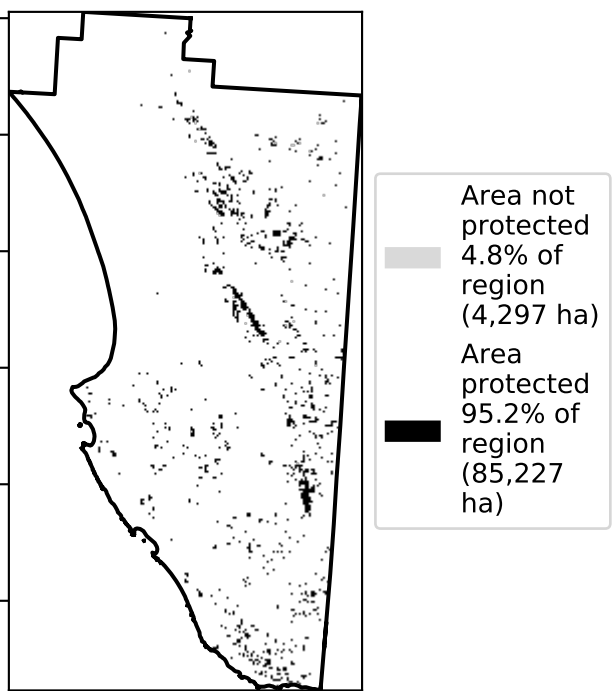 Area not
protected
4.8% of
region
(4,297 ha)
Area
protected
95.2% of
region
(85,227
ha)